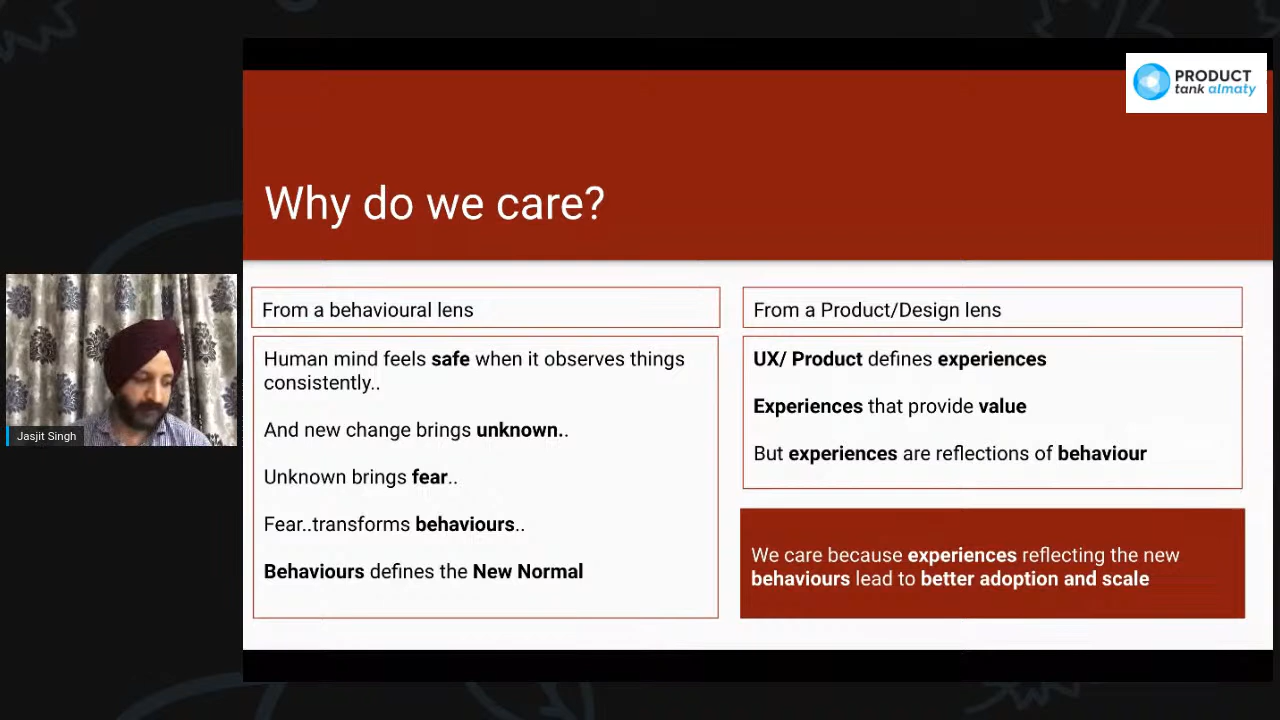 PRODUCT
tank almaty
Why do we care?
From a behavioural lens
Human mind feels safe when it observes things
consistently..
And new change brings unknown..
Unknown brings fear..
Fear..transforms behaviours..
Behaviours defines the New Normal
From a Product/Design lens
UX/ Product defines experiences
Experiences that provide value
But experiences are reflections of behaviour
We care because experiences reflecting the new
behaviours lead to better adoption and scale
Jasjit Singh